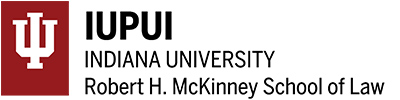 IUPUI
INDIANA UNIVERSITY
Robert H. McKinney School of Law